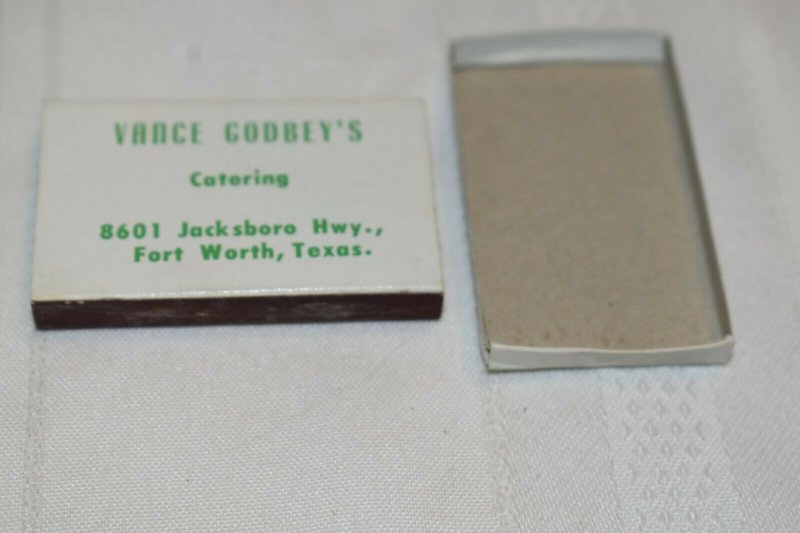 VANCE GODBEY'S
Catering
8601 Jacksboro Hwy.,
Fort Worth, Texas.